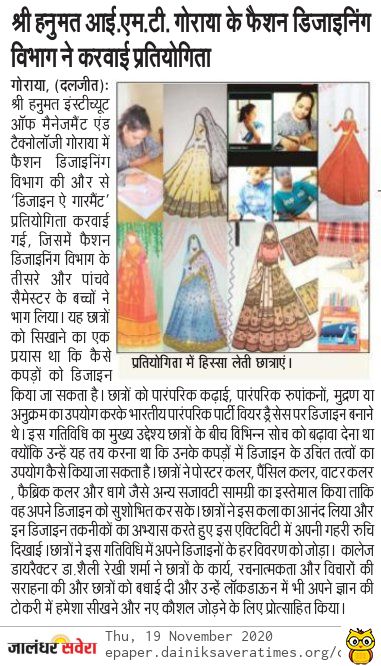 श्री हनुमत आई.एम.टी. गोराया के फैशन डिजाइनिंग
विभाग ने करवाई प्रतियोगिता
गोराया, (दलजीत):
श्री हनुमत इंस्टीच्यूट
ऑफ मैनेजमैंट एंड
टैक्नोलॉजी गोराया में
फैशन डिजाइनिंग
विभाग की और से
‘डिजाइन ऐ गारमैंट’
प्रतियोगिता करवाई
गई, जिसमें फैशन
डिजाइनिंग विभाग के
तीसरे और पांचवे
सैमेस्टर के बच्चों ने
भाग लिया। यह छात्रों
को सिखाने का एक
प्रयास था कि कैसे
कपड़ों को डिजाइन
प्रतियोगिता में हिस्सा लेती छात्राएं।
किया जा सकता है। छात्रों को पारंपरिक कढ़ाई, पारंपरिक रुपांकनों, मुद्रण या
अनुक्रम का उपयोग करके भारतीय पारंपरिक पार्टी वियर ड्रैसेस पर डिजाइन बनाने
थे। इस गतिविधि का मुख्य उद्देश्य छात्रों के बीच विभिन्न सोच को बढ़ावा देना था
क्योंकि उन्हें यह तय करना था कि उनके कपड़ों में डिजाइन के उचित तत्वों का
उपयोग कैसे किया जा सकता है। छात्रों ने पोस्टर कलर, पैंसिल कलर, वाटर कलर
, फैब्रिक कलर और धागे जैसे अन्य सजावटी सामग्री का इस्तेमाल किया ताकि
वह अपने डिजाइन को सुशोभित कर सके। छात्रों ने इस कला का आनंद लिया और
इन डिजाइन तकनीकों का अभ्यास करते हुए इस एक्टिविटी में अपनी गहरी रुचि
दिखाई। छात्रों ने इस गतिविधि में अपने डिजाइनों के हर विवरण को जोड़ा। कालेज
डायरैक्टर डा.शैली रेखी शर्मा ने छात्रों के कार्य, रचनात्मकता और विचारों की
सराहना की और छात्रों को बधाई दी और उन्हें लॉकडाऊन में भी अपने ज्ञान की
टोकरी में हमेशा सीखने और नए कौशल जोड़ने के लिए प्रोत्साहित किया।
जालंधर सवेरा
Thu, 19 November 2020
epaper.dainiksaveratimes.org/c